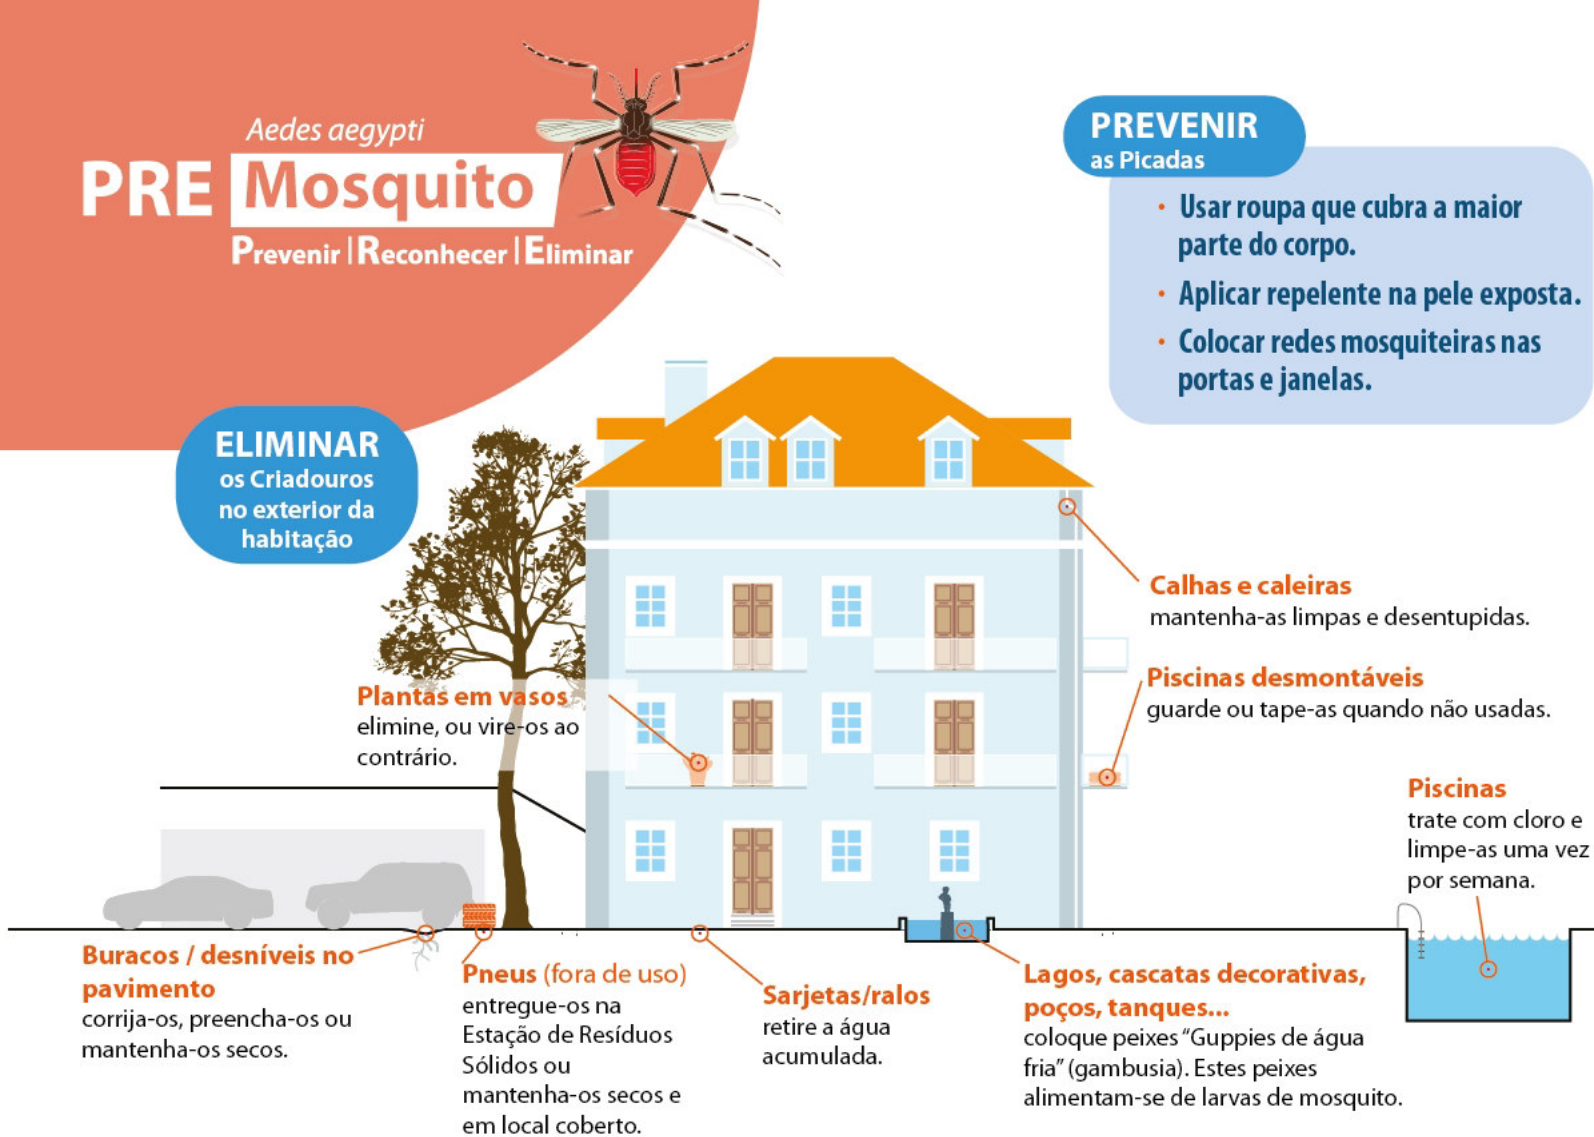 Aedes aegypti
PRE Mosquito
Prevenir | Reconhecer | Eliminar
PREVENIR
as Picadas
• Usar roupa que cubra a maior
parte do corpo.
• Aplicar repelente na pele exposta.
• Colocar redes mosquiteiras nas
portas e janelas.
ELIMINAR
os Criadouros
no exterior da
habitação
Calhas e caleiras
mantenha-as limpas e desentupidas.
Plantas em vasos
elimine, ou vire-os ao
contrário.
Piscinas desmontáveis
guarde ou tape-as quando não usadas.
Piscinas
trate com cloro e
limpe-as uma vez
por semana.
Buracos / desníveis no
pavimento
corrija-os, preencha-os ou
mantenha-os secos.
Pneus (fora de uso)
entregue-os na
Estação de Resíduos
Sólidos ou
mantenha-os secos e
em local coberto.
Sarjetas/ralos
retire a água
acumulada.
Lagos, cascatas decorativas,
poços, tanques...
coloque peixes “Guppies de água
fria” (gambusia). Estes peixes
alimentam-se de larvas de mosquito.